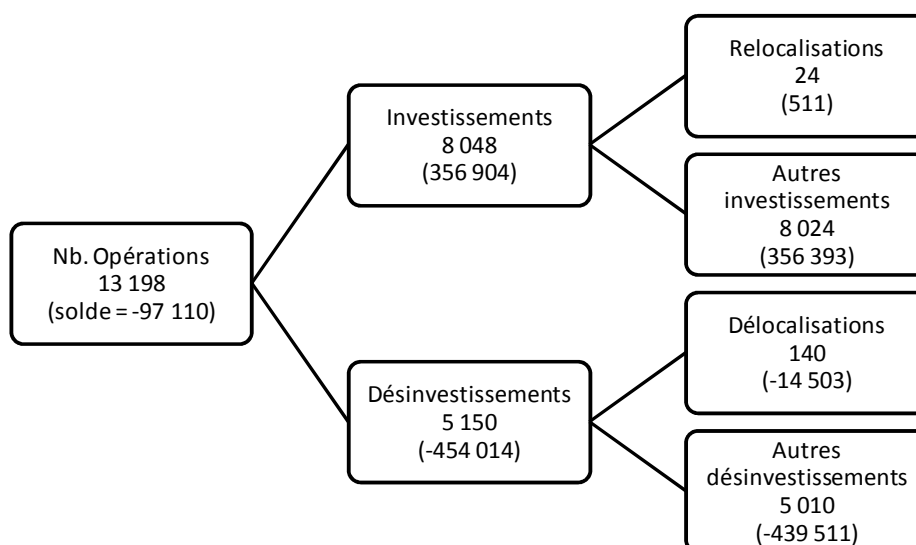 Nb. Opérations
13 198
(solde = -97 110)
Investissements
8 048
(356 904)
Désinvestissements
5 150
(-454 014)
Relocalisations
24
(511)
Autres
investissements
8 024
(356 393)
Délocalisations
140
(-14 503)
Autres
désinvestissements
5 010
(-439 511)